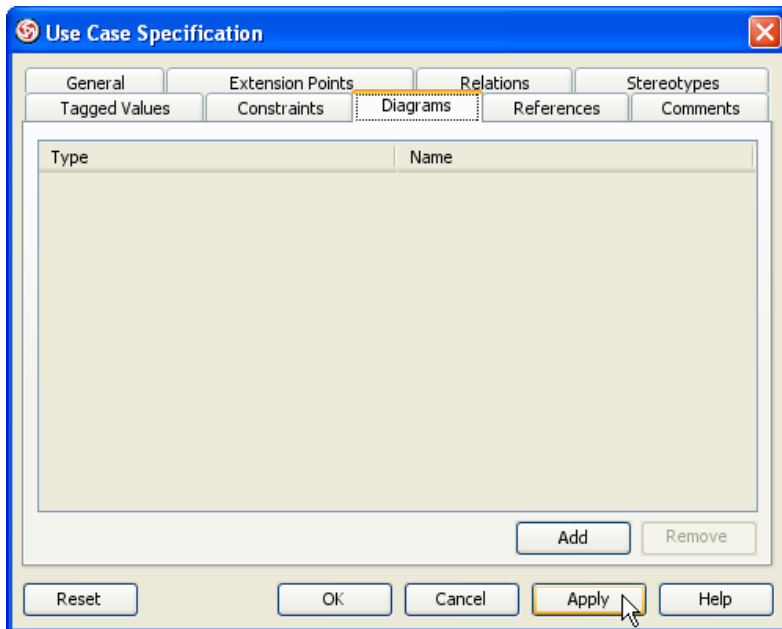 Use Case Specification
General Extension Points Relations Stereotypes
Tagged Values Constraints Diagrams References Comments
Type Name
Add Remove
Reset OK Cancel Apply Help